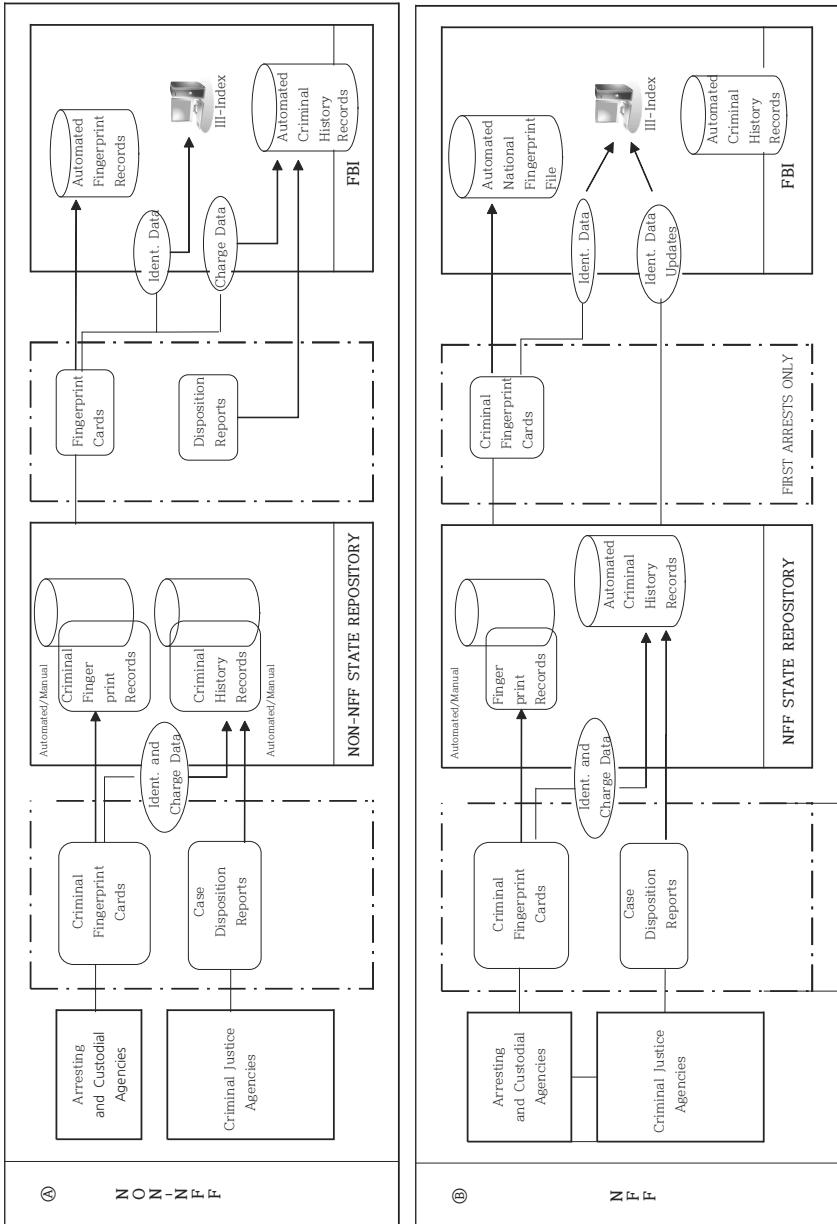 Ⓐ
NON-NFF
Arresting
and Custodial
Agencies
Criminal Justice
Agencies
Criminal
Fingerprint
Cards
Case
Disposition
Reports
Ident. and
Charge Data
Automated/Manual
Criminal
Finger
print
Records
Criminal
History
Records
Automated/Manual
NON-NFF STATE REPOSITORY
Fingerprint
Cards
Disposition
Reports
Ident. Data
Charge Data
Automated
Fingerprint
Records
III-Index
Automated
Criminal
History
Records
FBI
Ⓑ
NFF
Arresting
and Custodial
Agencies
Criminal Justice
Agencies
Criminal
Fingerprint
Cards
Case
Disposition
Reports
Ident. and
Charge Data
Automated/Manual
Finger
print
Records
Automated
Criminal
History
Records
NFF STATE REPOSITORY
Criminal
Fingerprint
Cards
FIRST ARRESTS ONLY
Ident. Data
Ident. Data
Updates
Automated
National
Fingerprint
File
III-Index
Automated
Criminal
History
Records
FBI